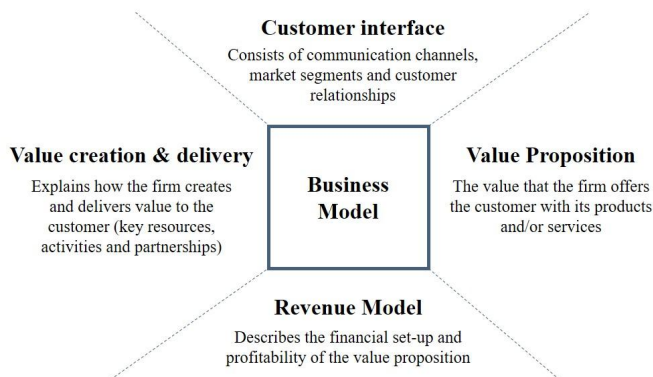 Customer interface
Consists of communication channels,
market segments and customer
relationships
Value creation & delivery
Explains how the firm creates
and delivers value to the
customer (key resources,
activities and partnerships)
Business
Model
Value Proposition
The value that the firm offers
the customer with its products
and/or services
Revenue Model
Describes the financial set-up and
profitability of the value proposition